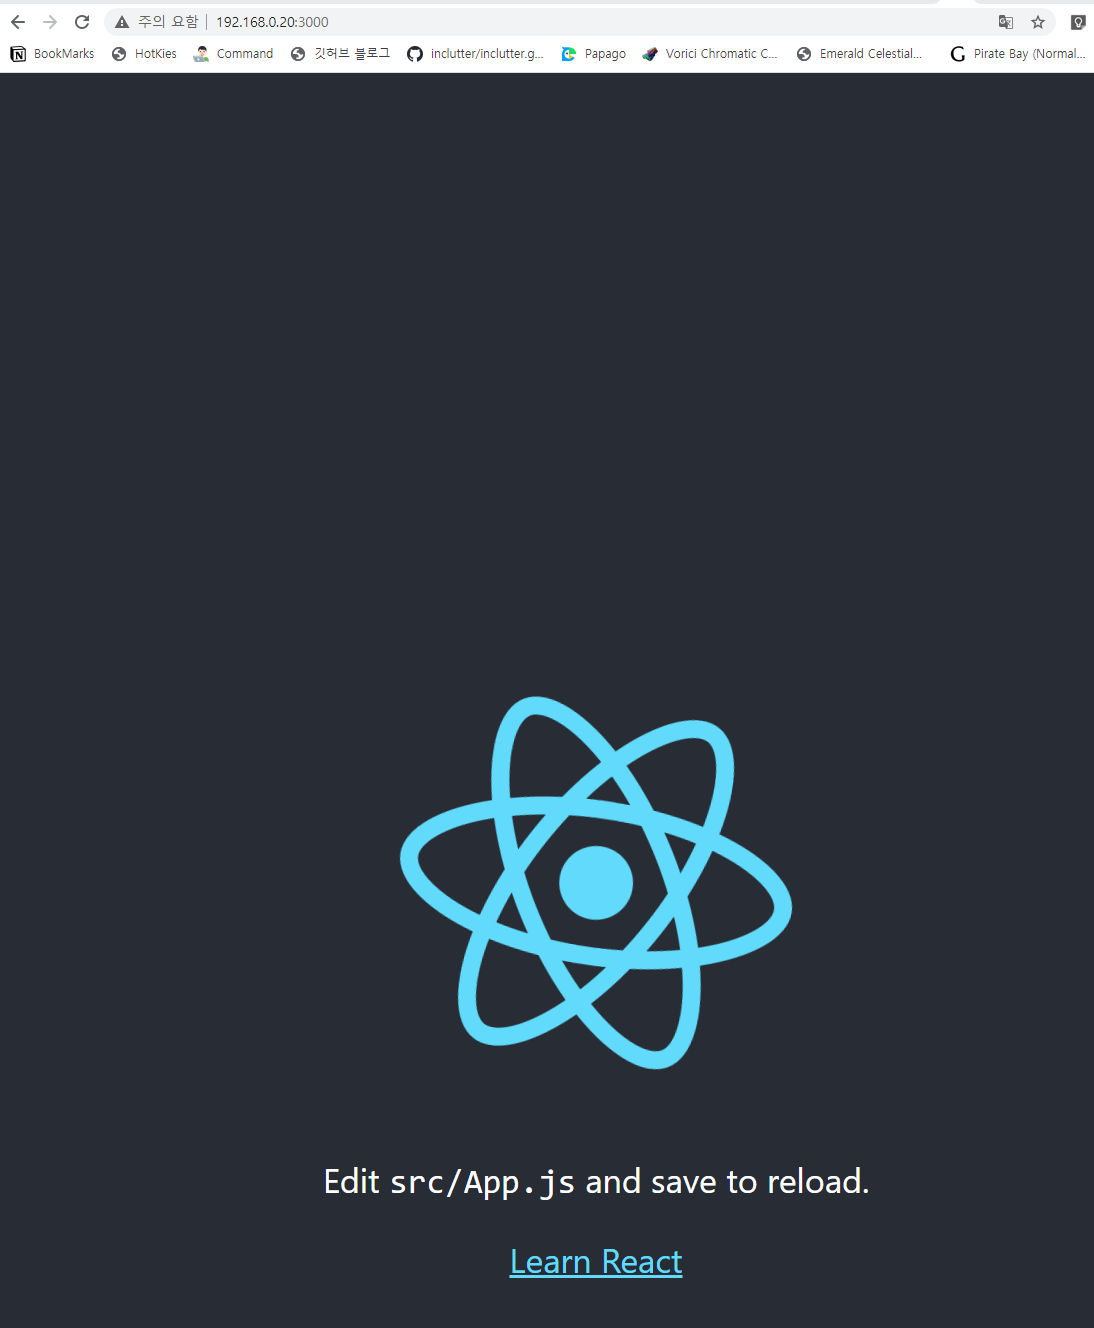 주의 요함 | 192.168.0.20:3000
BookMarks HotKies Command 깃허브 블로그 inclutter/inclutter.g... Papago Vorici Chromatic C... Emerald Celestial... Pirate Bay (Normal...
Edit src/App.js and save to reload.
Learn React